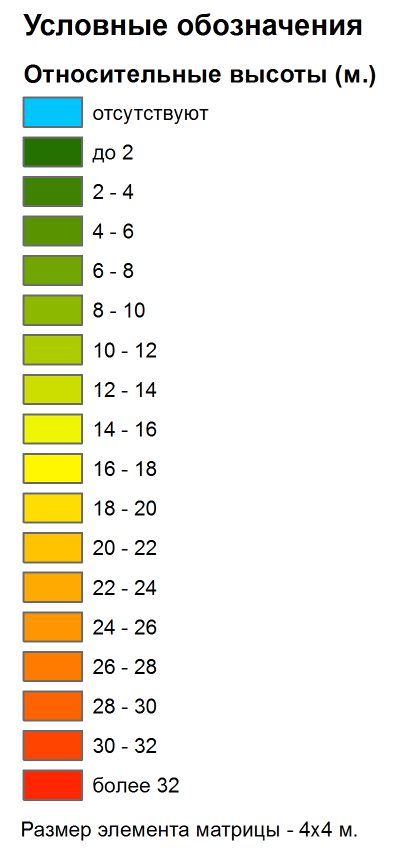 Условные обозначения
Относительные высоты (м.)
отсутствуют
до 2
2 - 4
4 - 6
6 - 8
8 - 10
10 - 12
12 - 14
14 - 16
16 - 18
18 - 20
20 - 22
22 - 24
24 - 26
26 - 28
28 - 30
30 - 32
более 32
Размер элемента матрицы - 4x4 м.